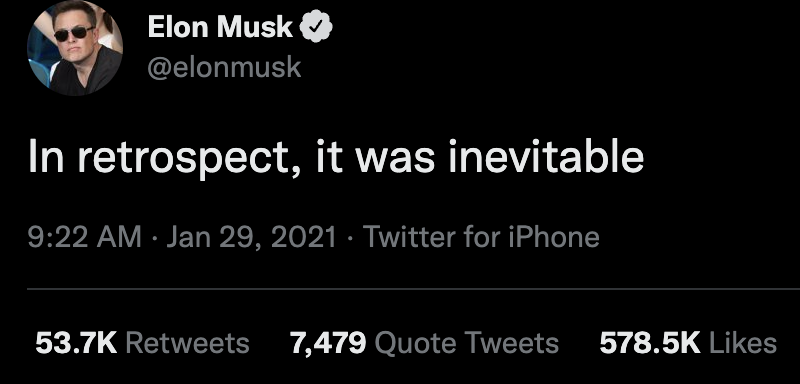 Elon Musk
@elonmusk
In retrospect, it was inevitable
9:22 AM · Jan 29, 2021 · Twitter for iPhone
53.7K Retweets 7,479 Quote Tweets 578.5K Likes